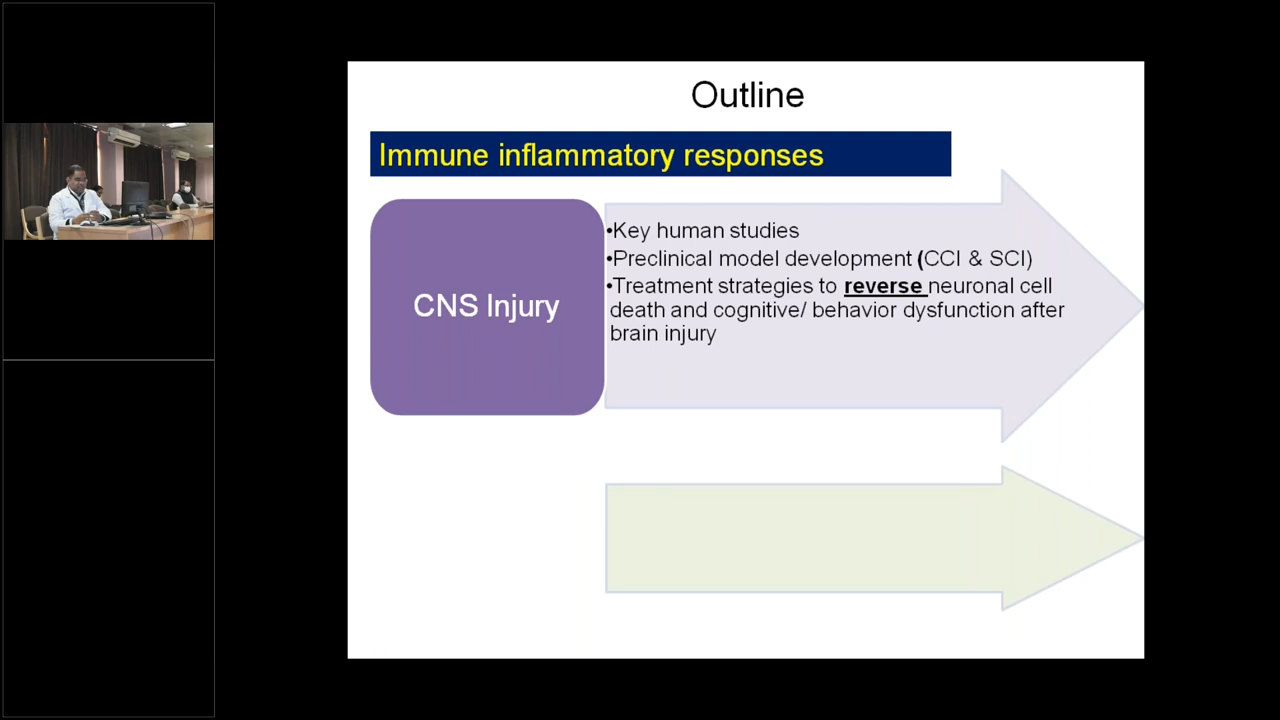 Outline
Immune inflammatory responses
CNS Injury
•Key human studies
•Preclinical model development (CCI & SCI)
•Treatment strategies to reverse neuronal cell
death and cognitive/ behavior dysfunction after
brain injury